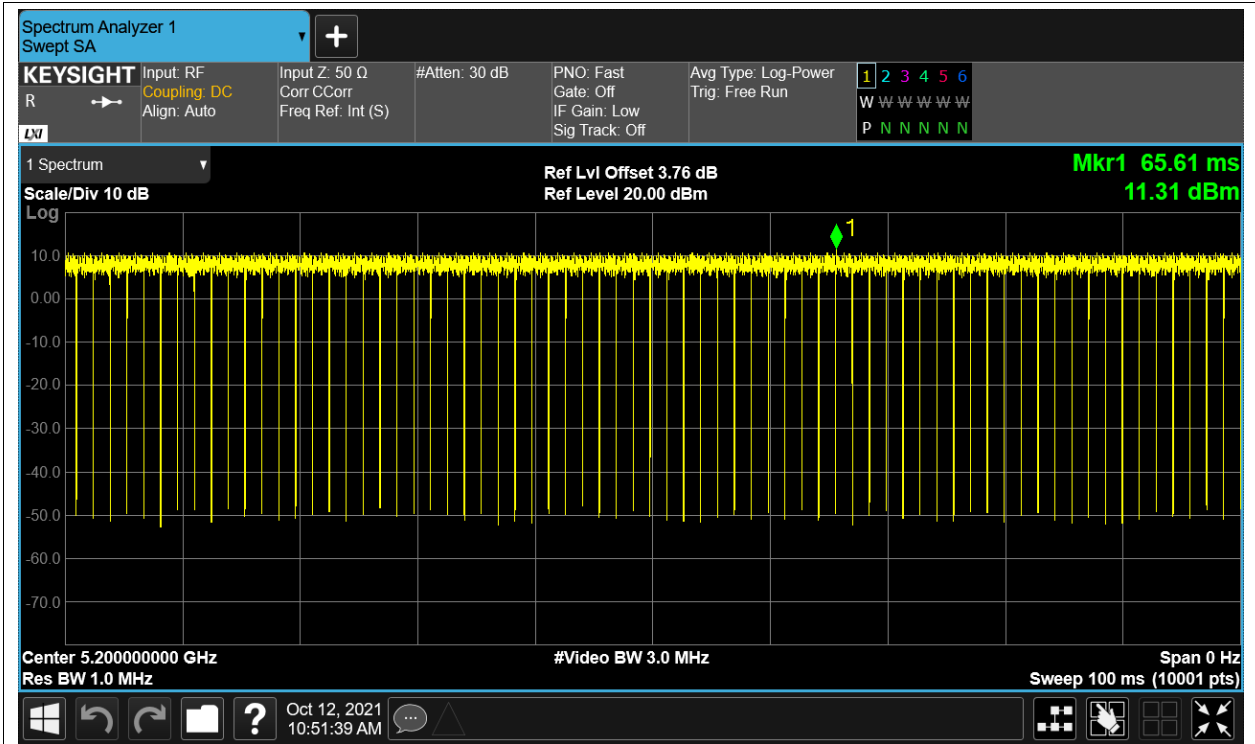 Spectrum Analyzer 1
Swept SA
+
KEYSIGHT
R
LXI
Input: RF
Coupling: DC
Align: Auto
Input Z: 50 Ω
Corr CCorr
Freq Ref: Int (S)
#Atten: 30 dB
PNO: Fast
Gate: Off
IF Gain: Low
Sig Track: Off
Avg Type: Log-Power
Trig: Free Run
1 2 3 4 5 6
W W W W W W
P N N N N N
1 Spectrum
Scale/Div 10 dB
Log
Ref Lvl Offset 3.76 dB
Ref Level 20.00 dBm
Mkr1 65.61 ms
11.31 dBm
1
10.0
0.00
-10.0
-20.0
-30.0
-40.0
-50.0
-60.0
-70.0
Center 5.200000000 GHz
Res BW 1.0 MHz
#Video BW 3.0 MHz
Span 0 Hz
Sweep 100 ms (10001 pts)
?
Oct 12, 2021
10:51:39 AM